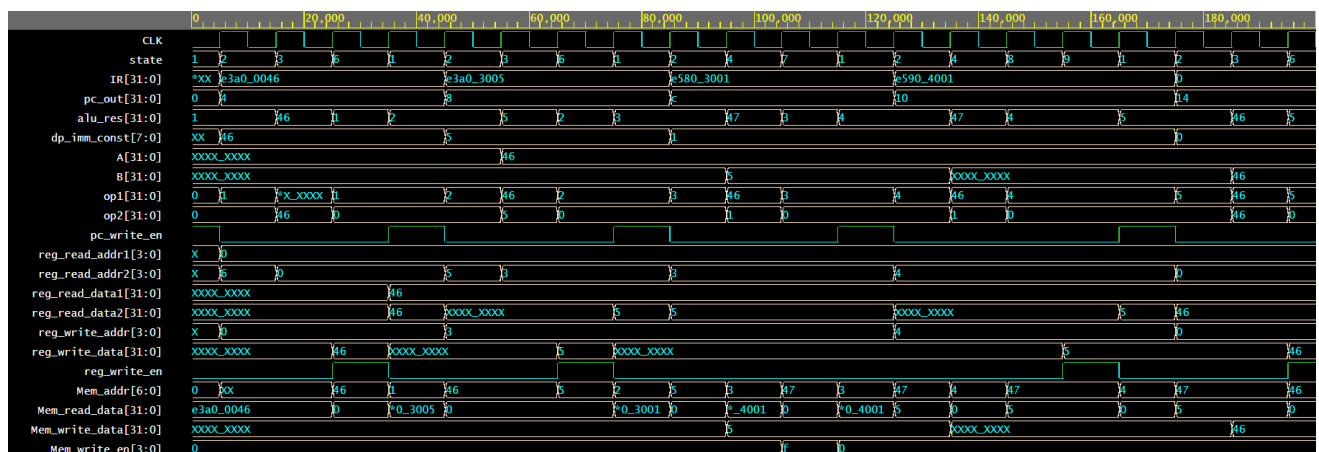 0 20,000 40,000 60,000 80,000 100,000 120,000 140,000 160,000 180,000
CLK
state 1 2 3 6 1 2 3 6 1 2 4 7 1 2 4 8 9 1 2 3 6
IR[31:0] *XX e3a0_0046 e3a0_3005 e580_3001 e590_4001 0
pc_out[31:0] 0 4 8 c 10 14
alu_res[31:0] 1 46 1 2 5 2 3 47 3 4 47 4 5 46 5
dp_imm_const[7:0] XX 46 5 1 0
A[31:0] XXXX_XXXX 46
B[31:0] XXXX_XXXX 5 XXXX_XXXX 46
op1[31:0] 0 1 *X_XXXX 1 2 46 2 3 46 3 4 46 4 5 46 5
op2[31:0] 0 46 0 5 0 1 0 1 0 46 0
pc_write_en
reg_read_addr1[3:0] X 0
reg_read_addr2[3:0] X 6 0 5 3 3 4 0
reg_read_data1[31:0] XXXX_XXXX 46
reg_read_data2[31:0] XXXX_XXXX 46 XXXX_XXXX 5 5 XXXX_XXXX 5 46
reg_write_addr[3:0] X 0 3 4 0
reg_write_data[31:0] XXXX_XXXX 46 XXXX_XXXX 5 XXXX_XXXX 5 46
reg_write_en
Mem_addr[6:0] 0 XX 46 1 46 5 2 5 3 47 3 47 4 47 4 47 46
Mem_read_data[31:0] e3a0_0046 0 *0_3005 0 *0_3001 0 *_4001 0 *0_4001 5 0 5 0 5 0
Mem_write_data[31:0] XXXX_XXXX 5 XXXX_XXXX 46
Mem_write_en[3:0] 0 f 0